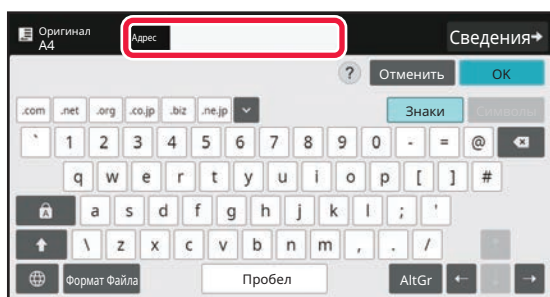 Оригинал
A4
Адрес
Сведения
? Отменить OK
.com .net .org .co.jp .biz .ne.jp Знаки Символы
` 1 2 3 4 5 6 7 8 9 0 - = @
q w e r t y u i o p [ ] #
a s d f g h j k l ; '
\ z x c v b n m , . /
Формат Файла Пробел AltGr ← ↓ →